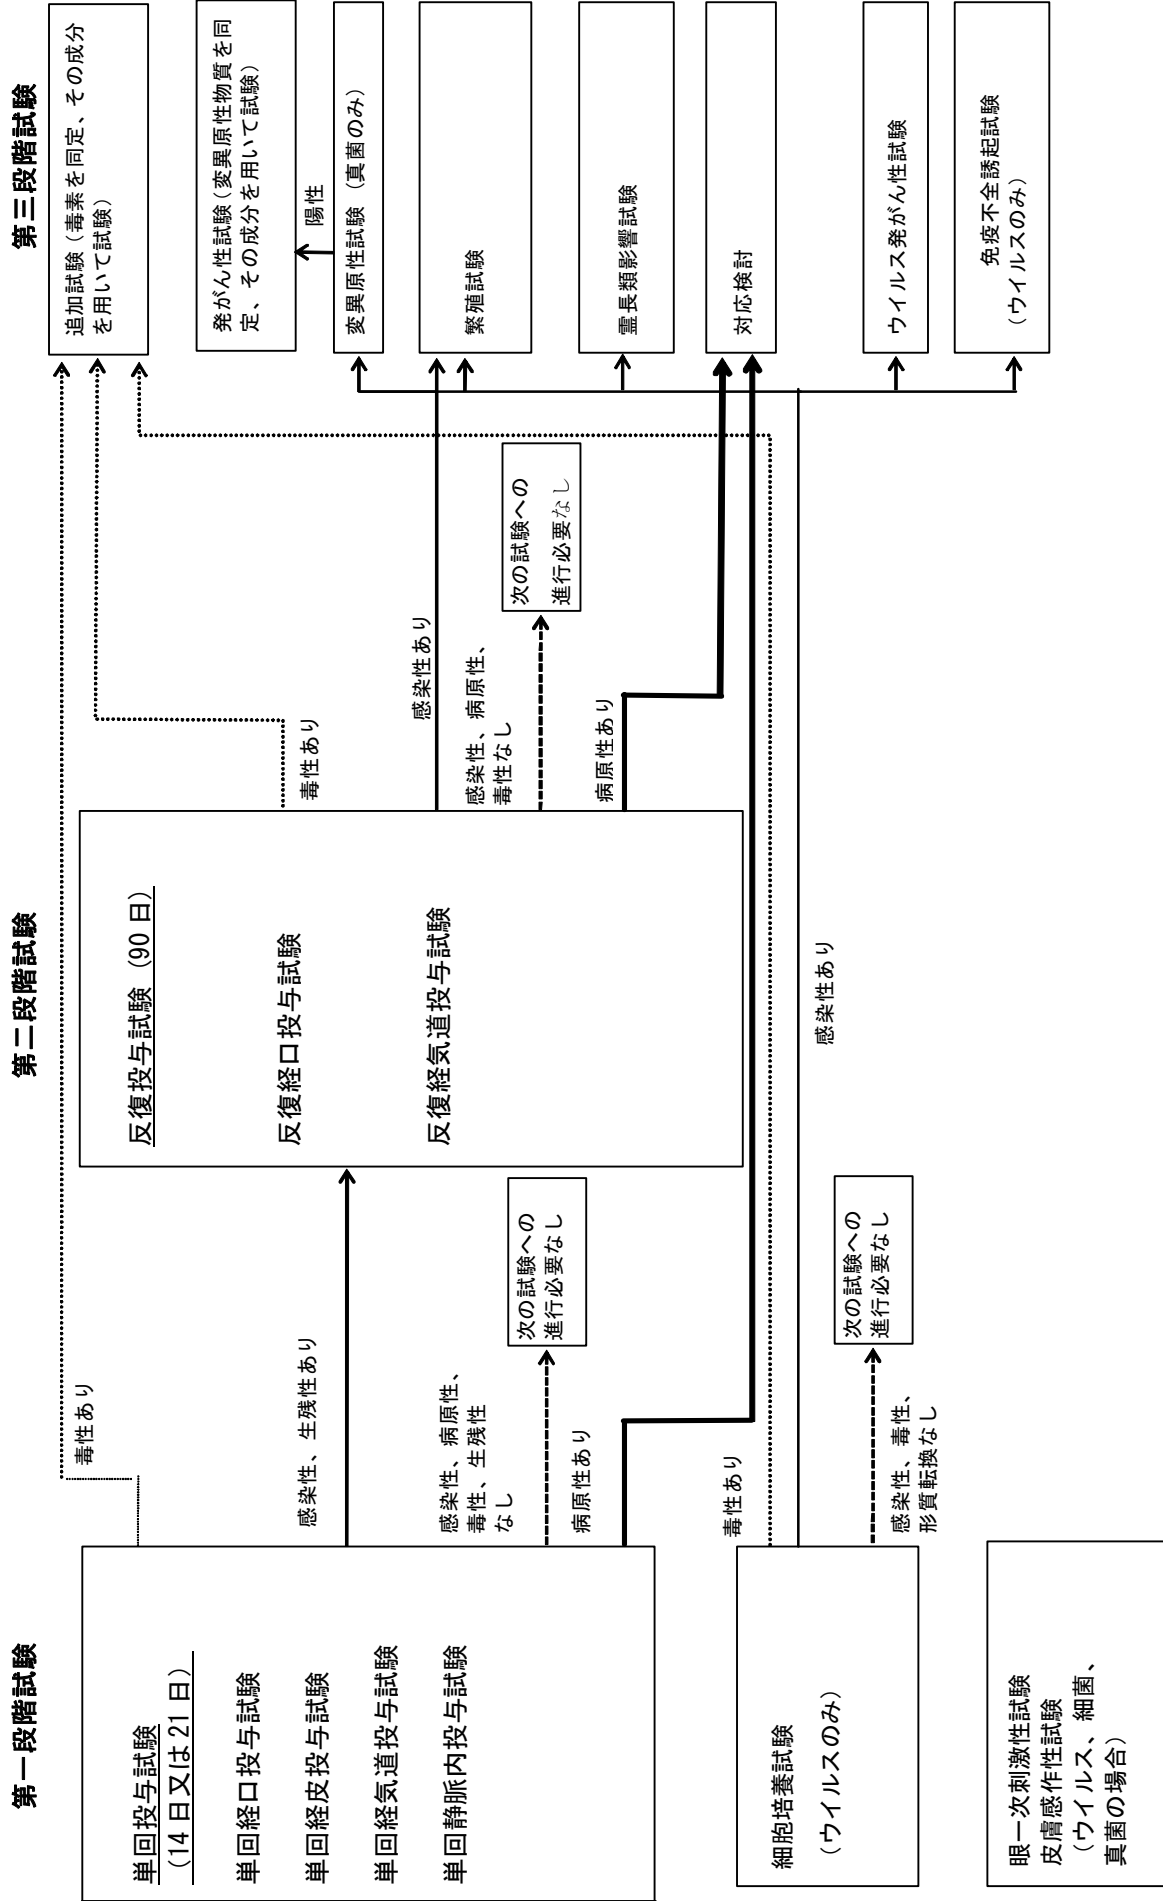 第一段階試験
単回投与試験
(14 日又は 21 日)
単回経口投与試験
単回経皮投与試験
単回経気道投与試験
単回静脈内投与試験
細胞培養試験
(ウイルスのみ)
眼一次刺激性試験
皮膚感作性試験
(ウイルス、細菌、
真菌の場合)
毒性あり
感染性、生残性あり
感染性、病原性、
毒性、生残性
なし
次の試験への
進行必要なし
病原性あり
毒性あり
感染性あり
感染性、毒性、
形質転換なし
次の試験への
進行必要なし
第二段階試験
反復投与試験 (90 日)
反復経口投与試験
反復経気道投与試験
毒性あり
感染性あり
感染性、病原性、
毒性なし
次の試験への
進行必要なし
病原性あり
第三段階試験
追加試験(毒素を同定、その成分
を用いて試験)
発がん性試験(変異原性物質を同
定、その成分を用いて試験)
陽性
変異原性試験 (真菌のみ)
繁殖試験
霊長類影響試験
対応検討
ウイルス発がん性試験
免疫不全誘起試験
(ウイルスのみ)